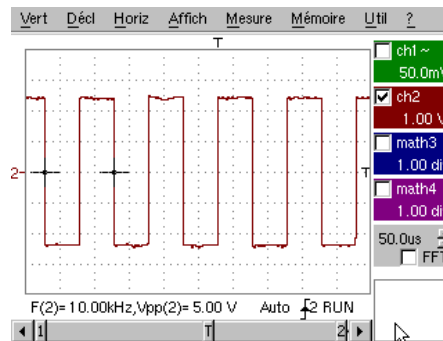 Vert Décl Horiz Affich Mesure Mémoire Util ?
T
ch1 ~
50.0mV
ch2
1.00 V
2
T
math3
1.00 di
math4
1.00 di
50.0us
FFT
F(2)= 10.00kHz,Vpp(2)= 5.00 V Auto 2 RUN
1 T 2